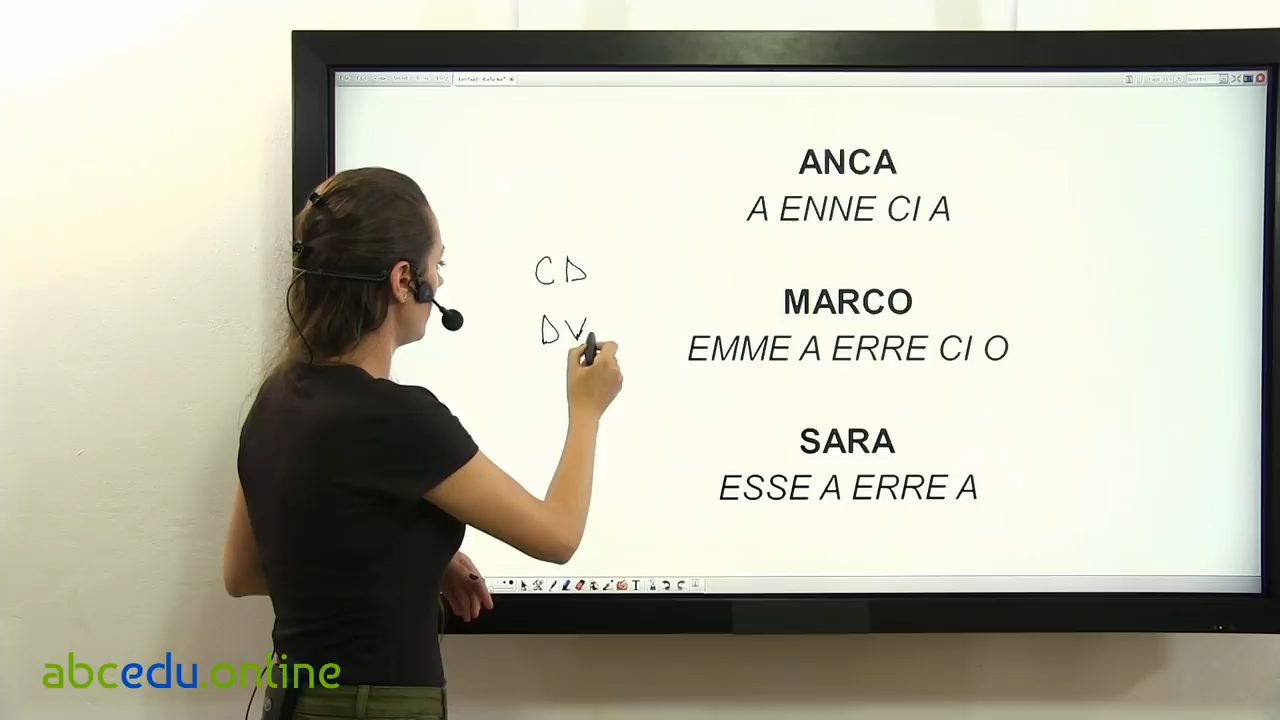 ANCA
A ENNE CI A
CD
MARCO
DV
EMME A ERRE CI O
SARA
ESSE A ERRE A
abcedu.online